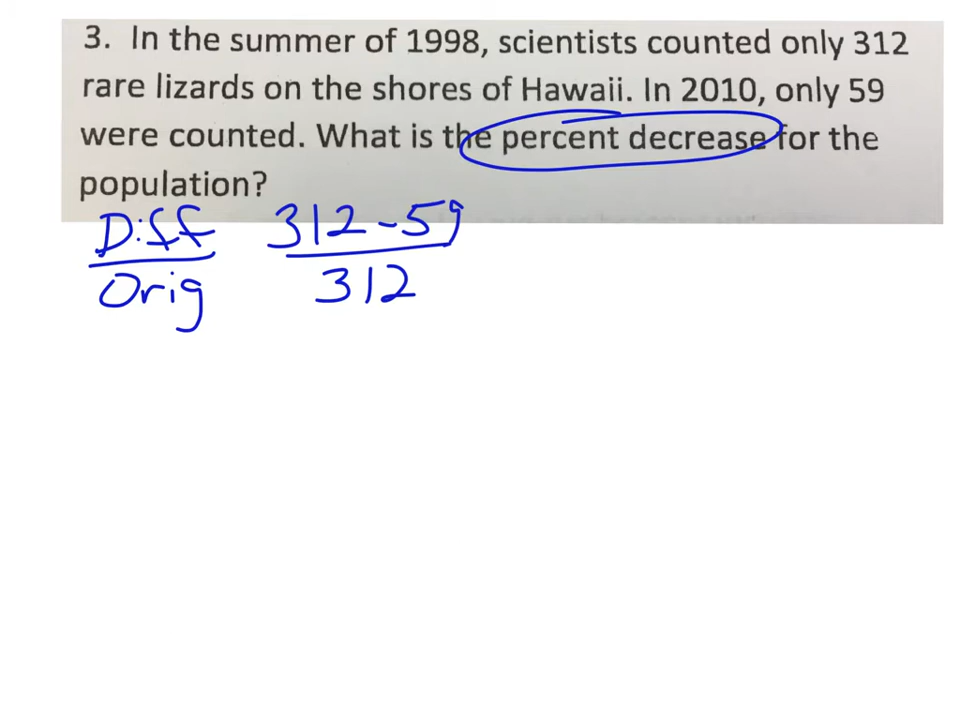 3. In the summer of 1998, scientists counted only 312
rare lizards on the shores of Hawaii. In 2010, only 59
were counted. What is the percent decrease for the
population?
Diff 312-59
Orig 312